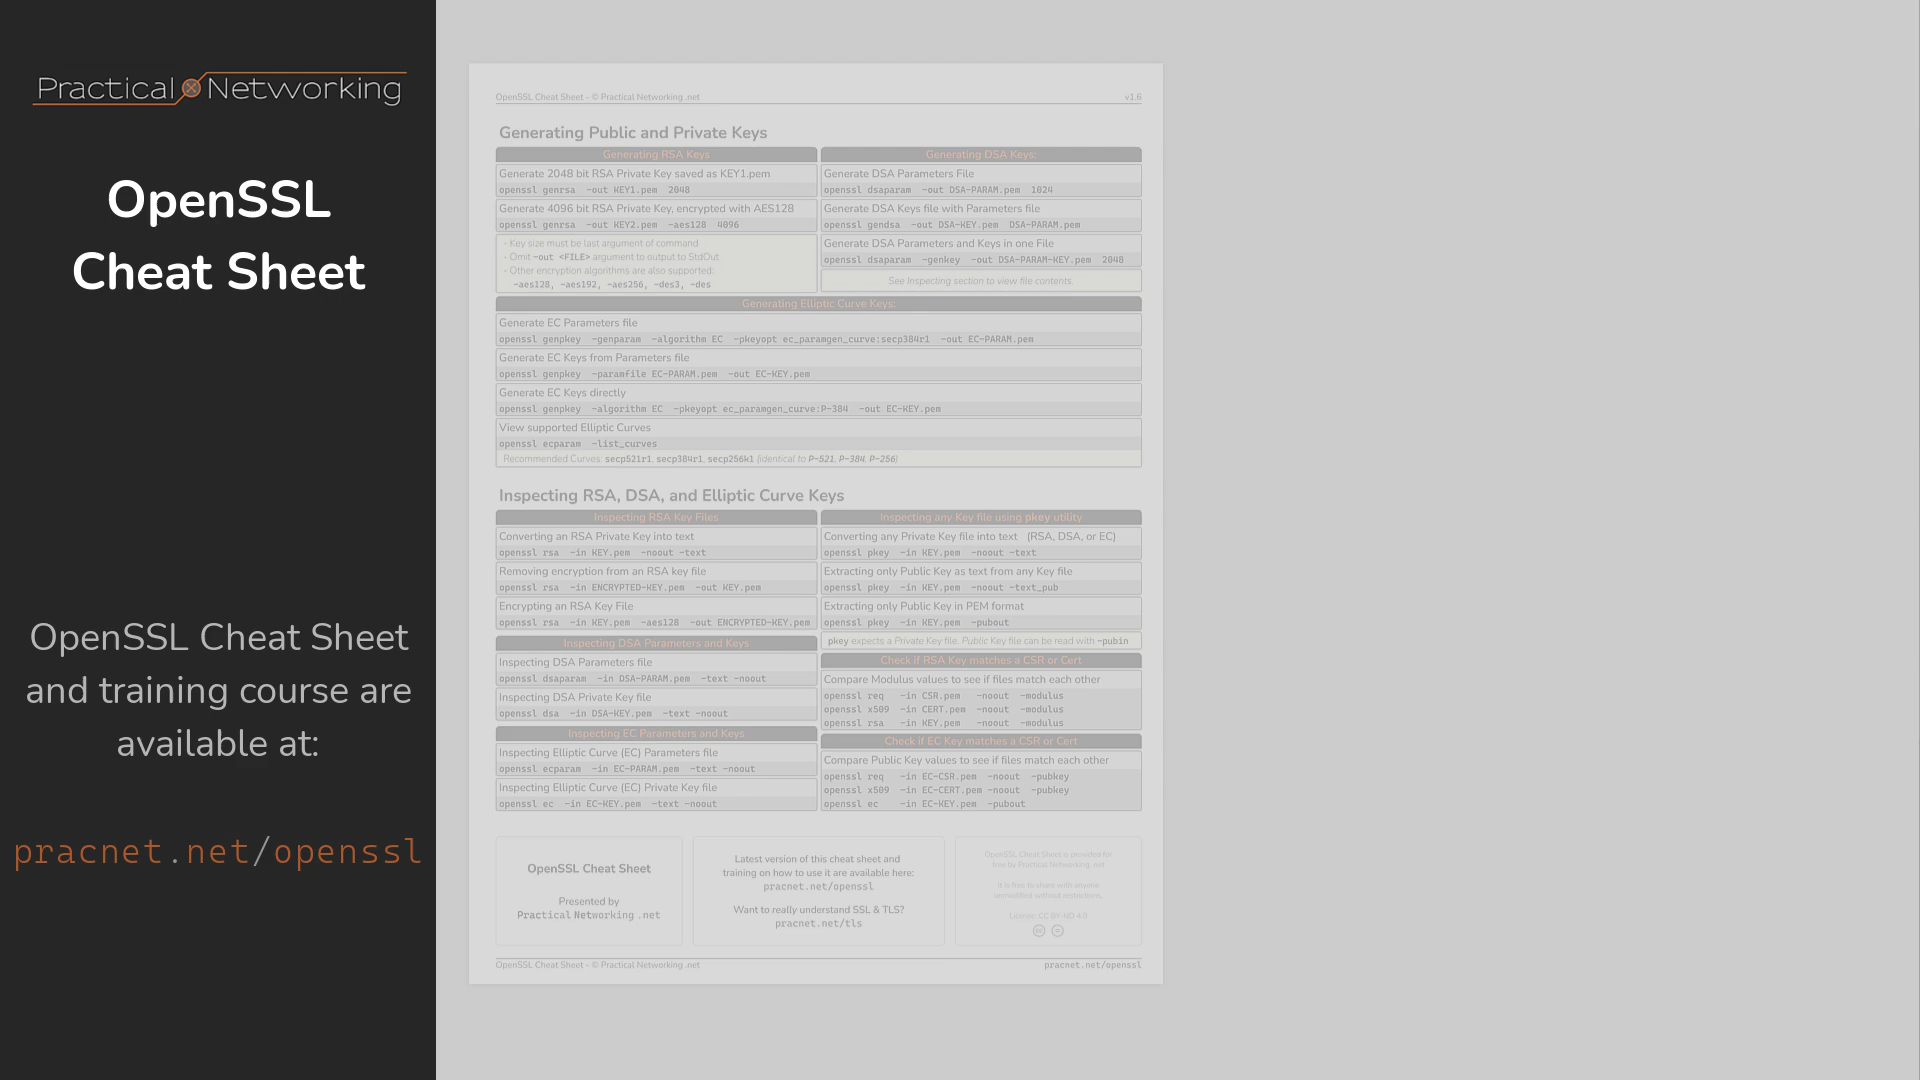 Practical Networking
OpenSSL
Cheat Sheet
OpenSSL Cheat Sheet
and training course are
available at:
pracnet.net/openssl
OpenSSL Cheat Sheet - © Practical Networking .net
v1.6
Generating Public and Private Keys
Generating RSA Keys
Generate 2048 bit RSA Private Key saved as KEY1.pem
openssl genrsa -out KEY1.pem 2048
Generate 4096 bit RSA Private Key, encrypted with AES128
openssl genrsa -out KEY2.pem -aes128 4096
- Key size must be last argument of command
- Omit -out <FILE> argument to output to StdOut
- Other encryption algorithms are also supported:
-aes128, -aes192, -aes256, -des3, -des
Generating DSA Keys:
Generate DSA Parameters File
openssl dsaparam -out DSA-PARAM.pem 1024
Generate DSA Keys file with Parameters file
openssl gendsa -out DSA-KEY.pem DSA-PARAM.pem
Generate DSA Parameters and Keys in one File
openssl dsaparam -genkey -out DSA-PARAM-KEY.pem 2048
See Inspecting section to view file contents.
Generating Elliptic Curve Keys:
Generate EC Parameters file
openssl genpkey -genparam -algorithm EC -pkeyopt ec_paramgen_curve:secp384r1 -out EC-PARAM.pem
Generate EC Keys from Parameters file
openssl genpkey -paramfile EC-PARAM.pem -out EC-KEY.pem
Generate EC Keys directly
openssl genpkey -algorithm EC -pkeyopt ec_paramgen_curve:P-384 -out EC-KEY.pem
View supported Elliptic Curves
openssl ecparam -list_curves
Recommended Curves: secp521r1, secp384r1, secp256k1 (identical to P-521, P-384, P-256)
Inspecting RSA, DSA, and Elliptic Curve Keys
Inspecting RSA Key Files
Converting an RSA Private Key into text
openssl rsa -in KEY.pem -noout -text
Removing encryption from an RSA key file
openssl rsa -in ENCRYPTED-KEY.pem -out KEY.pem
Encrypting an RSA Key File
openssl rsa -in KEY.pem -aes128 -out ENCRYPTED-KEY.pem
Inspecting DSA Parameters and Keys
Inspecting DSA Parameters file
openssl dsaparam -in DSA-PARAM.pem -text -noout
Inspecting DSA Private Key file
openssl dsa -in DSA-KEY.pem -text -noout
Inspecting EC Parameters and Keys
Inspecting Elliptic Curve (EC) Parameters file
openssl ecparam -in EC-PARAM.pem -text -noout
Inspecting Elliptic Curve (EC) Private Key file
openssl ec -in EC-KEY.pem -text -noout
Inspecting any Key file using pkey utility
Converting any Private Key file into text (RSA, DSA, or EC)
openssl pkey -in KEY.pem -noout -text
Extracting only Public Key as text from any Key file
openssl pkey -in KEY.pem -noout -text_pub
Extracting only Public Key in PEM format
openssl pkey -in KEY.pem -pubout
pkey expects a Private Key file. Public Key file can be read with -pubin
Check if RSA Key matches a CSR or Cert
Compare Modulus values to see if files match each other
openssl req -in CSR.pem -noout -modulus
openssl x509 -in CERT.pem -noout -modulus
openssl rsa -in KEY.pem -noout -modulus
Check if EC Key matches a CSR or Cert
Compare Public Key values to see if files match each other
openssl req -in EC-CSR.pem -noout -pubkey
openssl x509 -in EC-CERT.pem -noout -pubkey
openssl ec -in EC-KEY.pem -pubout
OpenSSL Cheat Sheet
Presented by
Practical Networking .net
Latest version of this cheat sheet and
training on how to use it are available here:
pracnet.net/openssl
Want to really understand SSL & TLS?
pracnet.net/tls
OpenSSL Cheat Sheet is provided for
free by Practical Networking .net
It is free to share with anyone
unmodified without restrictions.
License: CC BY-ND 4.0
OpenSSL Cheat Sheet - © Practical Networking .net
pracnet.net/openssl